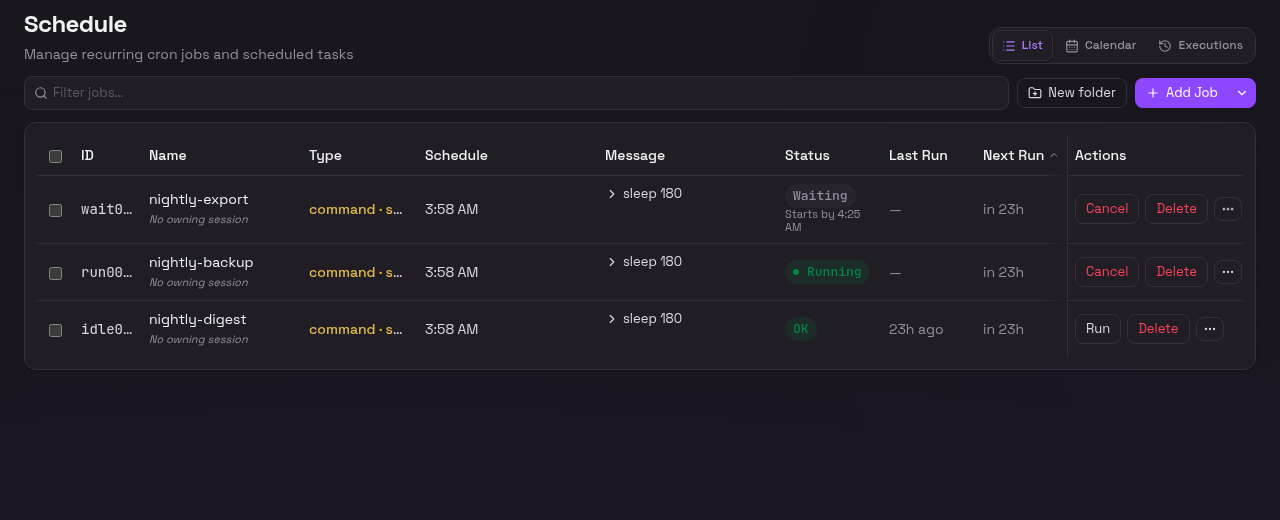 Schedule
Manage recurring cron jobs and scheduled tasks
List Calendar Executions
Filter jobs...
New folder
Add Job
ID Name Type Schedule Message Status Last Run Next Run Actions
wait0… nightly-export command · s… 3:58 AM sleep 180 Waiting — in 23h Cancel Delete
No owning session
Starts by 4:25
AM
run00… nightly-backup command · s… 3:58 AM sleep 180 Running — in 23h Cancel Delete
No owning session
idle0… nightly-digest command · s… 3:58 AM sleep 180 OK 23h ago in 23h Run Delete
No owning session